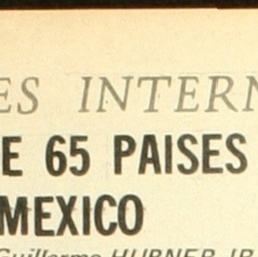 ES INTERN
E 65 PAISES
MEXICO
Guillermo HUBNER JR